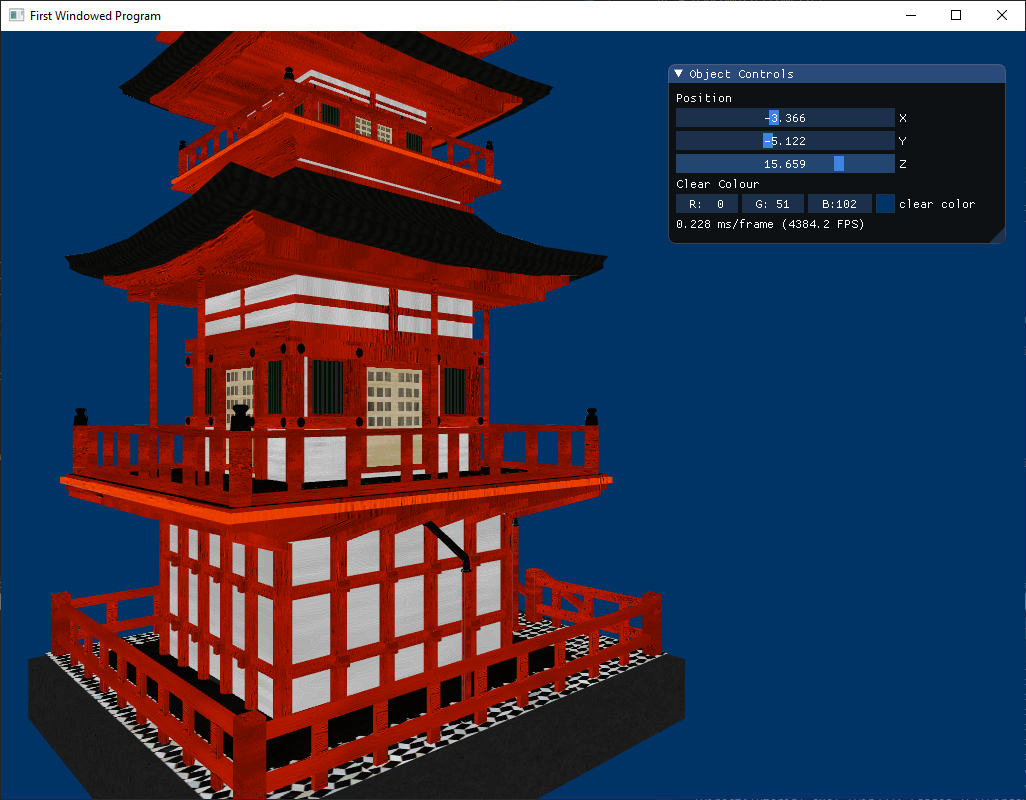 First Windowed Program
Object Controls
Position
-3.366 X
-5.122 Y
15.659 Z
Clear Colour
R: 0 G: 51 B:102 clear color
0.228 ms/frame (4384.2 FPS)